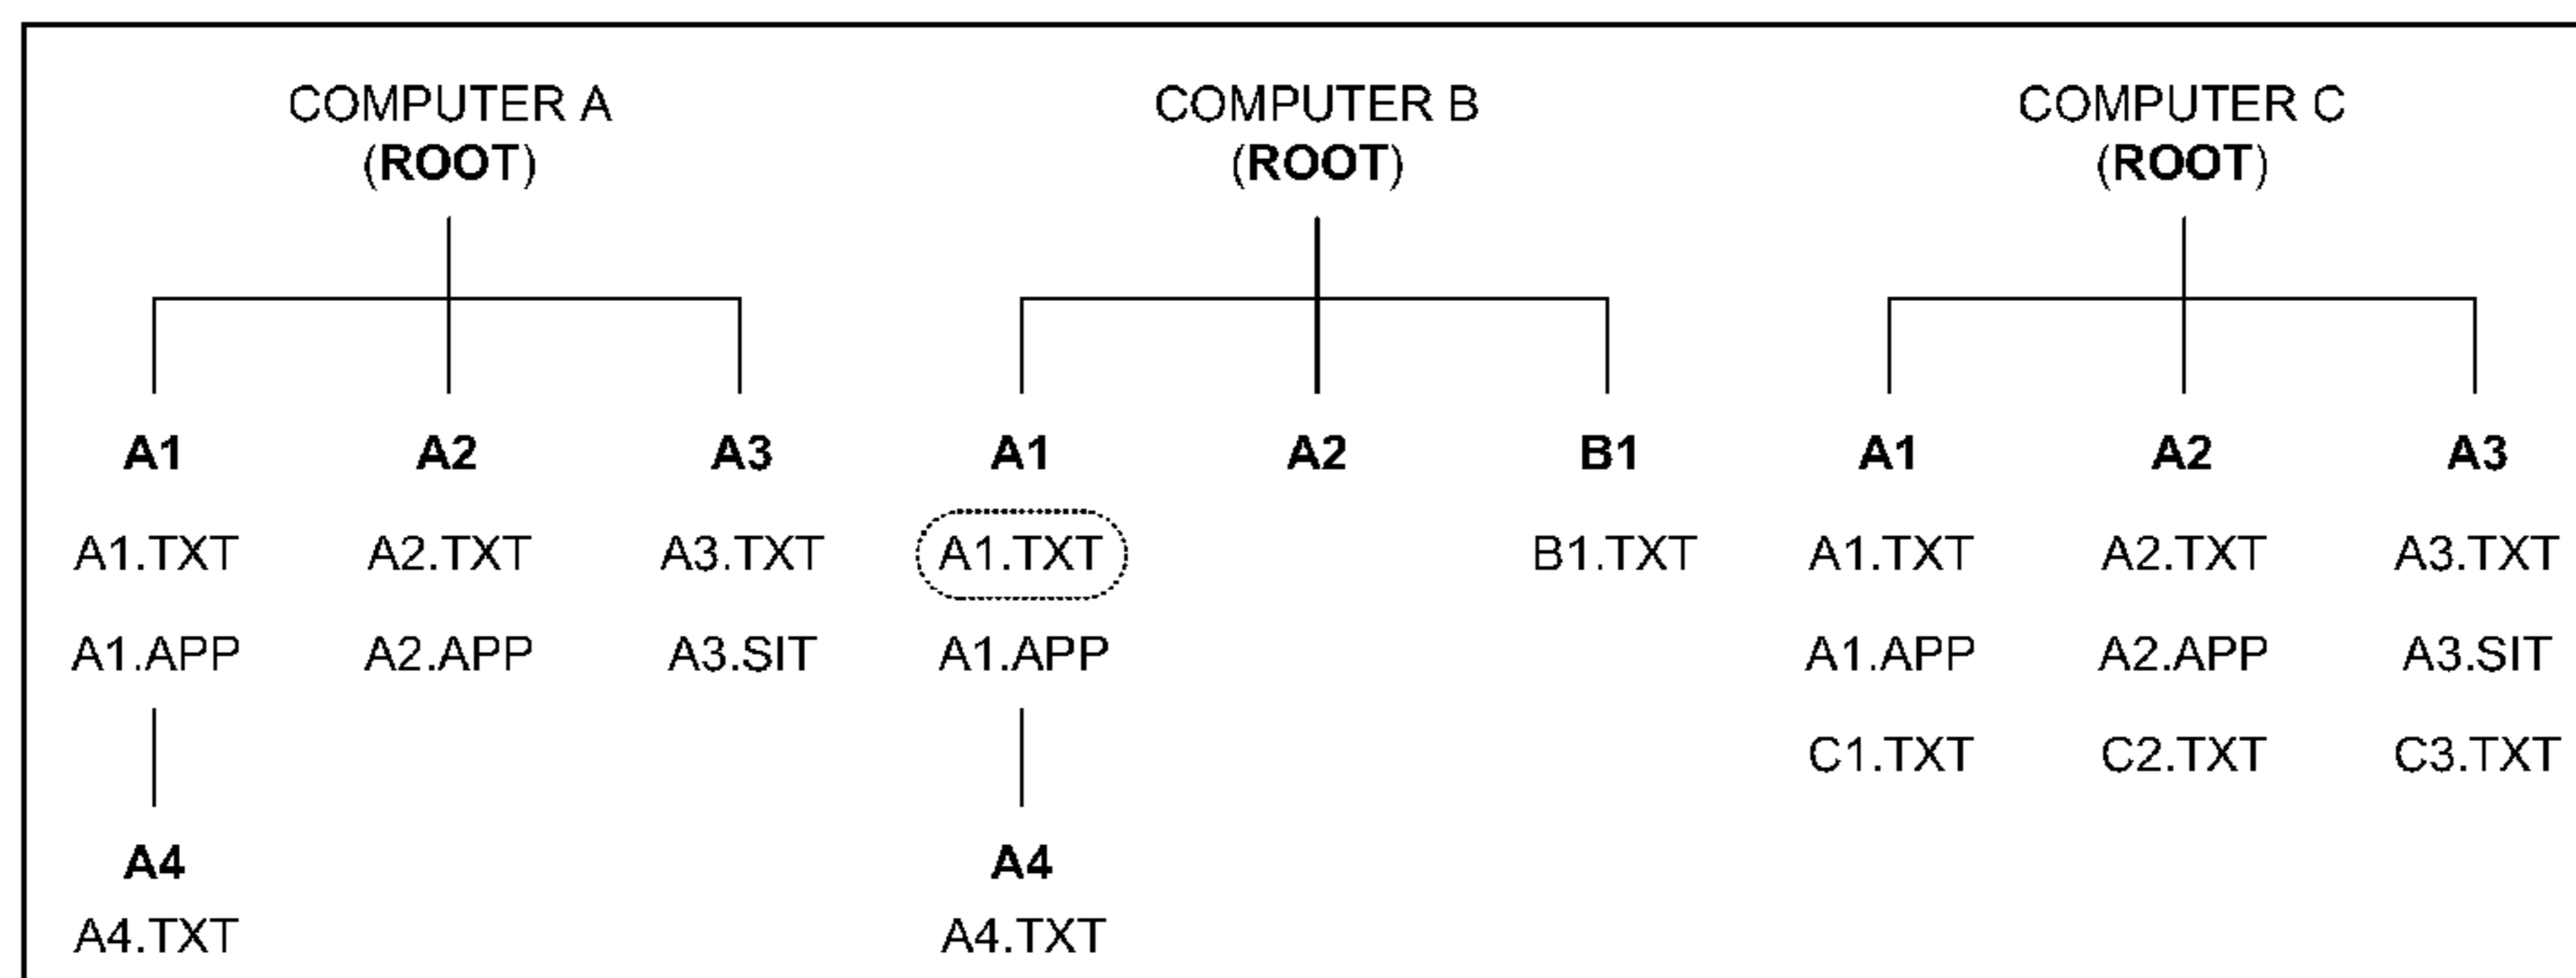 COMPUTER A COMPUTER B COMPUTER C
(ROOT) (ROOT) (ROOT)
A1 A2 A3 A1 A2 B1 A1 A2 A3
A1.TXT A2.TXT A3.TXT A1.TXT B1.TXT A1.TXT A2.TXT A3.TXT
A1.APP A2.APP A3.SIT A1.APP A1.APP A2.APP A3.SIT
C1.TXT C2.TXT C3.TXT
A4 A4
A4.TXT A4.TXT